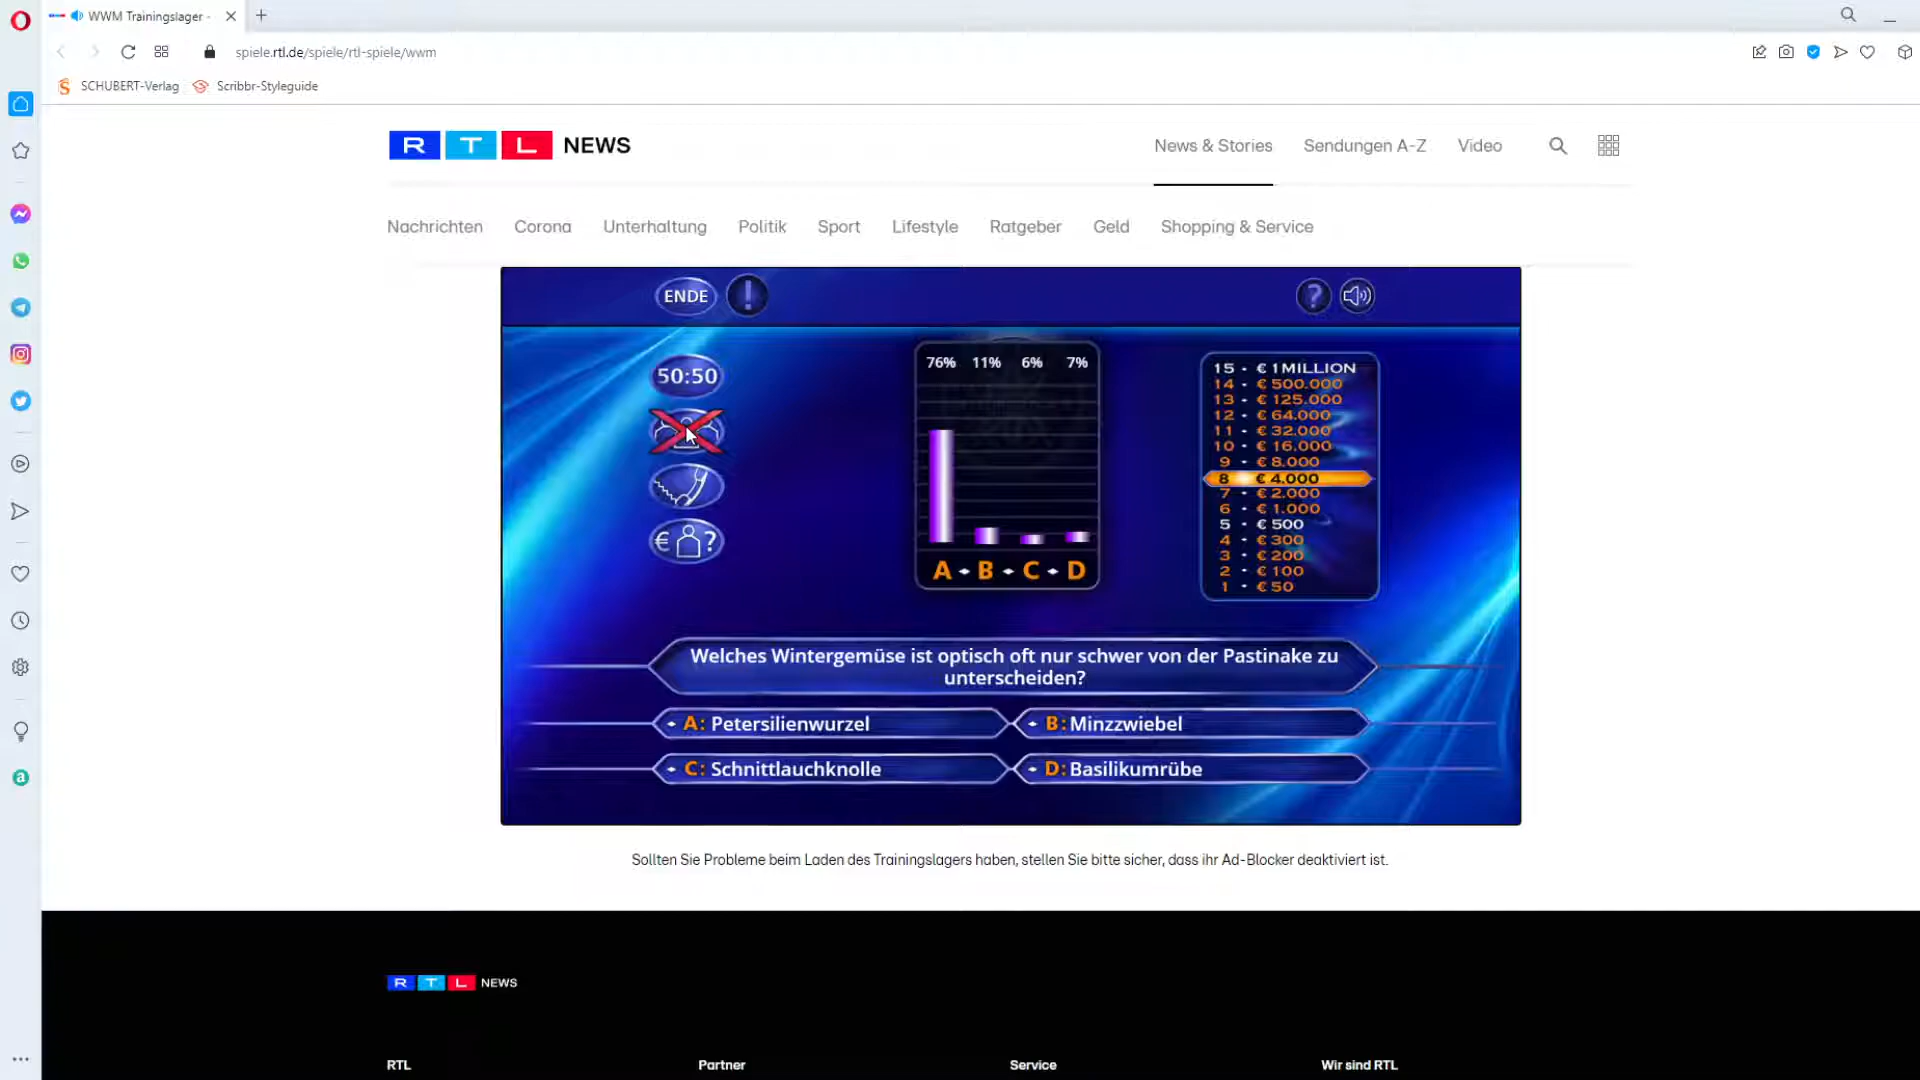 WWM Trainingslager -
spiele.rtl.de/spiele/rtl-spiele/wwm
SCHUBERT-Verlag Scribbr-Styleguide
RTL NEWS
News & Stories Sendungen A-Z Video
Nachrichten Corona Unterhaltung Politik Sport Lifestyle Ratgeber Geld Shopping & Service
ENDE ! ?
50:50
€ ?
76% 11% 6% 7%
A B C D
15 · € 1 MILLION
14 · € 500.000
13 · € 125.000
12 · € 64.000
11 · € 32.000
10 · € 16.000
9 · € 8.000
8 € 4.000
7 · € 2.000
6 · € 1.000
5 · € 500
4 · € 300
3 · € 200
2 · € 100
1 · € 50
Welches Wintergemüse ist optisch oft nur schwer von der Pastinake zu
unterscheiden?
A: Petersilienwurzel
B: Minzzwiebel
C: Schnittlauchknolle
D: Basilikumrübe
Sollten Sie Probleme beim Laden des Trainingslagers haben, stellen Sie bitte sicher, dass ihr Ad-Blocker deaktiviert ist.
RTL NEWS
RTL Partner Service Wir sind RTL